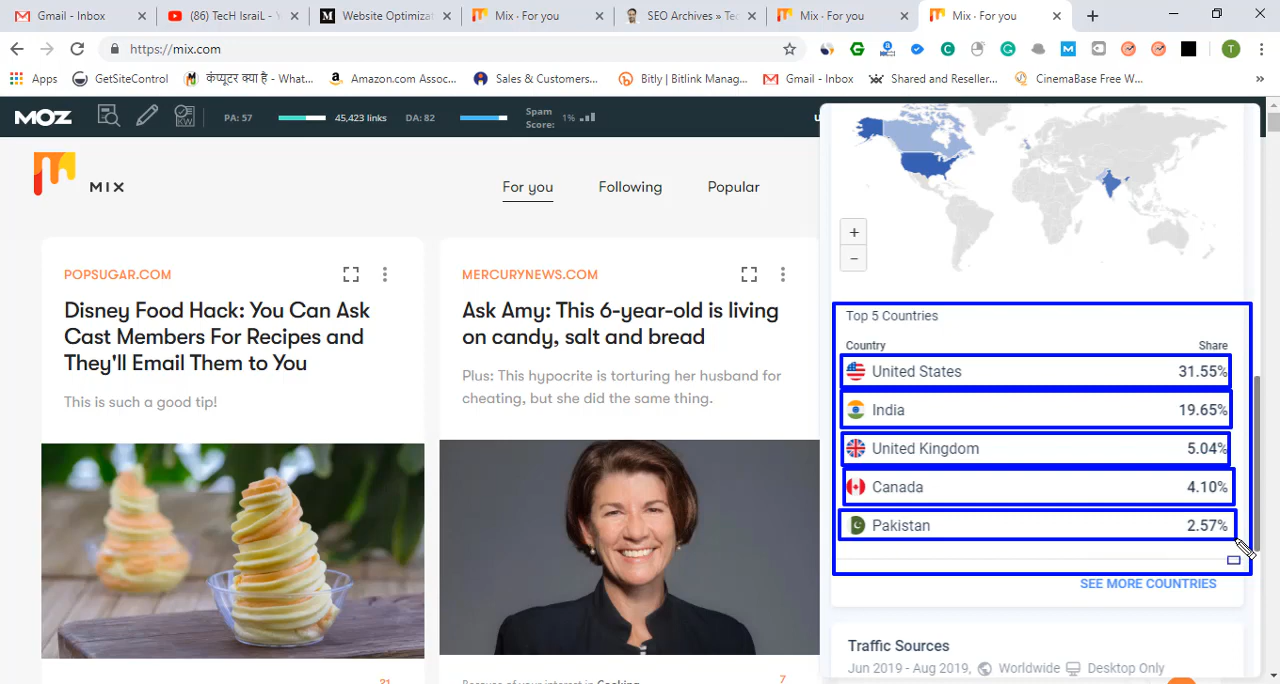 Gmail - Inbox
(86) TecH IsraiL - Y
Website Optimizat
Mix · For you
SEO Archives » Te
Mix · For you
Mix · For you
https://mix.com
T
Apps
GetSiteControl
कंप्यूटर क्या है - What...
Amazon.com Assoc...
Sales & Customers...
Bitly | Bitlink Manag...
Gmail - Inbox
Shared and Reseller...
CinemaBase Free W...
»
MOZ
KW
PA: 57
45,423 links
DA: 82
Spam
Score:
1%
MIX
For you
Following
Popular
POPSUGAR.COM
Disney Food Hack: You Can Ask
Cast Members For Recipes and
They'll Email Them to You
This is such a good tip!
MERCURYNEWS.COM
Ask Amy: This 6-year-old is living
on candy, salt and bread
Plus: This hypocrite is torturing her husband for
cheating, but she did the same thing.
+
−
Top 5 Countries
Country Share
United States 31.55%
India 19.65%
United Kingdom 5.04%
Canada 4.10%
Pakistan 2.57%
SEE MORE COUNTRIES
Traffic Sources
Jun 2019 - Aug 2019, Worldwide Desktop Only